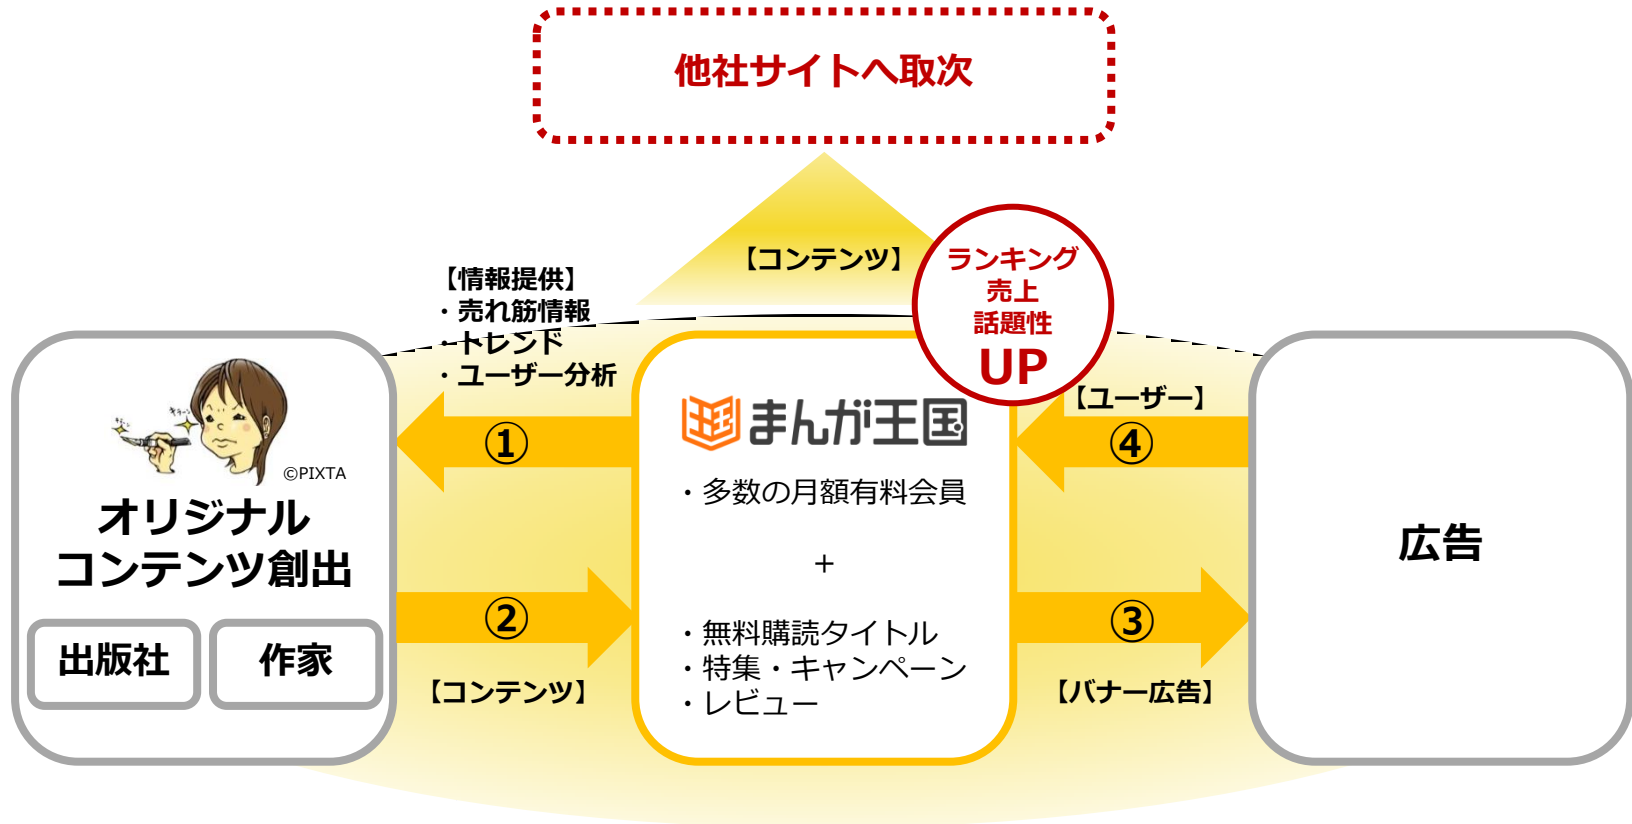 他社サイトへ取次
【コンテンツ】
ランキング
売上
話題性
UP
【情報提供】
・売れ筋情報
・トレンド
・ユーザー分析
①
©PIXTA
オリジナル
コンテンツ創出
出版社
作家
②
【コンテンツ】
まんが王国
・多数の月額有料会員
+
・無料購読タイトル
・特集・キャンペーン
・レビュー
【ユーザー】
④
③
【バナー広告】
広告